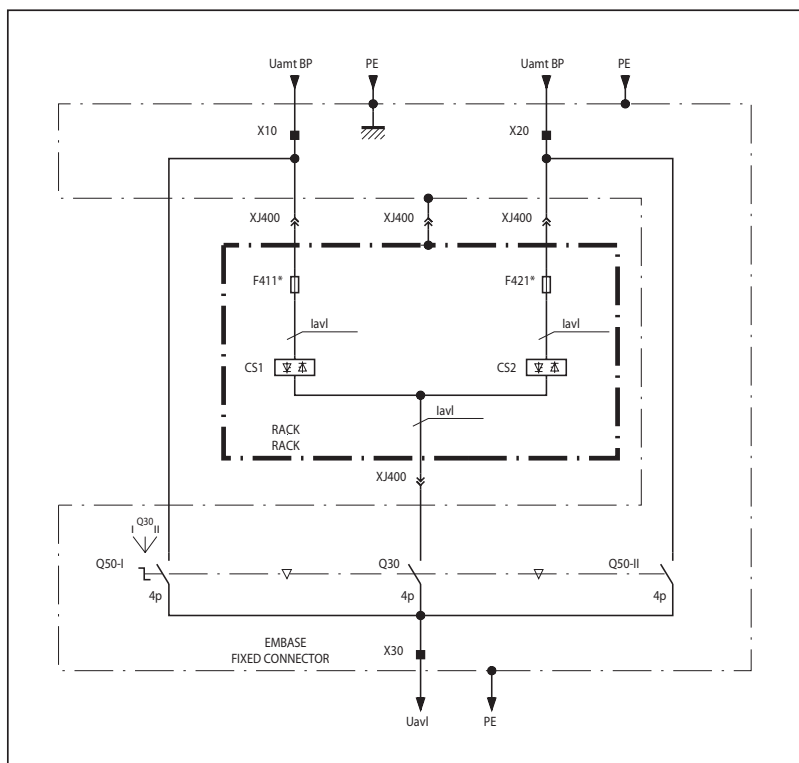 Uamt BP PE Uamt BP PE
X10 X20
XJ400 XJ400 XJ400
F411* F421*
Iavl Iavl
CS1 CS2
Iavl
RACK
RACK
XJ400
Q30
I II
Q50-I Q30 Q50-II
4p 4p 4p
EMBASE
FIXED CONNECTOR
X30
Uavl PE